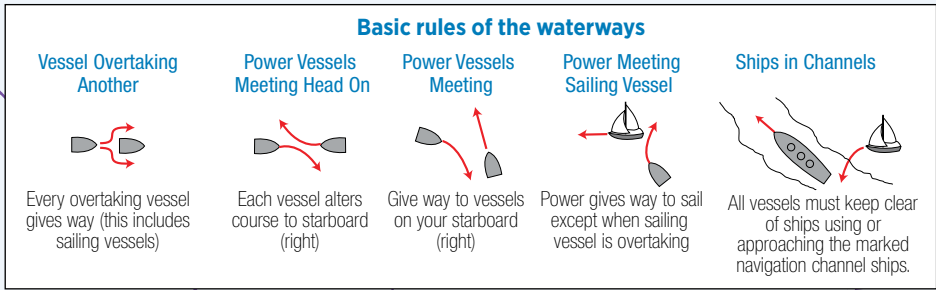 Basic rules of the waterways
Vessel Overtaking
Another
Every overtaking vessel
gives way (this includes
sailing vessels)
Power Vessels
Meeting Head On
Each vessel alters
course to starboard
(right)
Power Vessels
Meeting
Give way to vessels
on your starboard
(right)
Power Meeting
Sailing Vessel
Power gives way to sail
except when sailing
vessel is overtaking
Ships in Channels
All vessels must keep clear
of ships using or
approaching the marked
navigation channel ships.